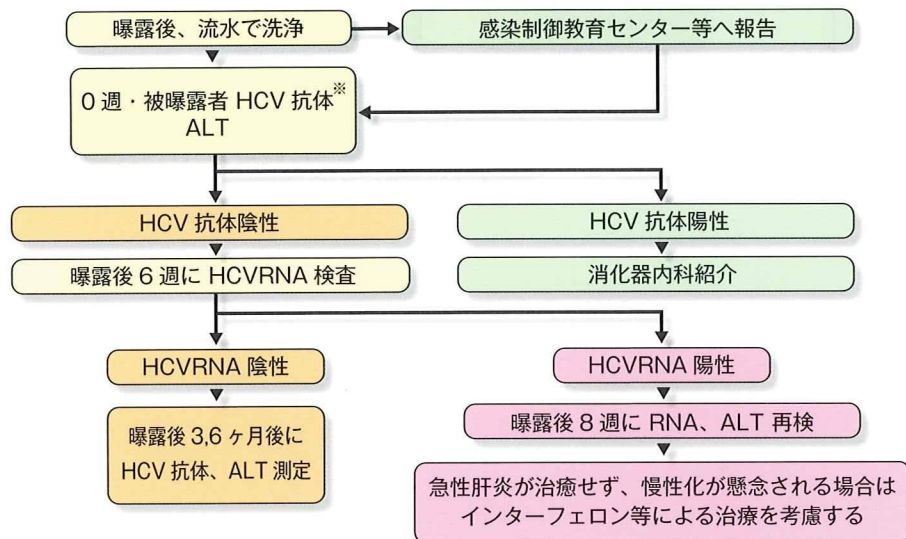 曝露後、流水で洗浄
感染制御教育センター等へ報告
0週・被曝露者 HCV 抗体※
ALT
HCV 抗体陰性
HCV 抗体陽性
曝露後6週に HCVRNA 検査
消化器内科紹介
HCVRNA 陰性
HCVRNA 陽性
曝露後3,6ヶ月後に
HCV 抗体、ALT 測定
曝露後8週に RNA、ALT 再検
急性肝炎が治癒せず、慢性化が懸念される場合は
インターフェロン等による治療を考慮する